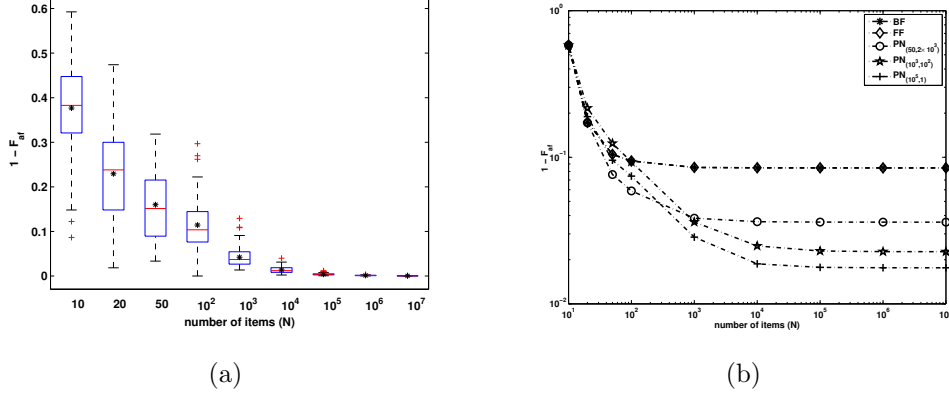 0.6
0.5
0.4
0.3
0.2
0.1
0
1 − F_af
10 20 50 10^2 10^3 10^4 10^5 10^6 10^7
number of items (N)
(a)
10^0
10^-1
10^-2
1 − F_af
BF
FF
PN_(50,2×10^3)
PN_(10^3,10^2)
PN_(10^5,1)
10^1 10^2 10^3 10^4 10^5 10^6 10
number of items (N)
(b)